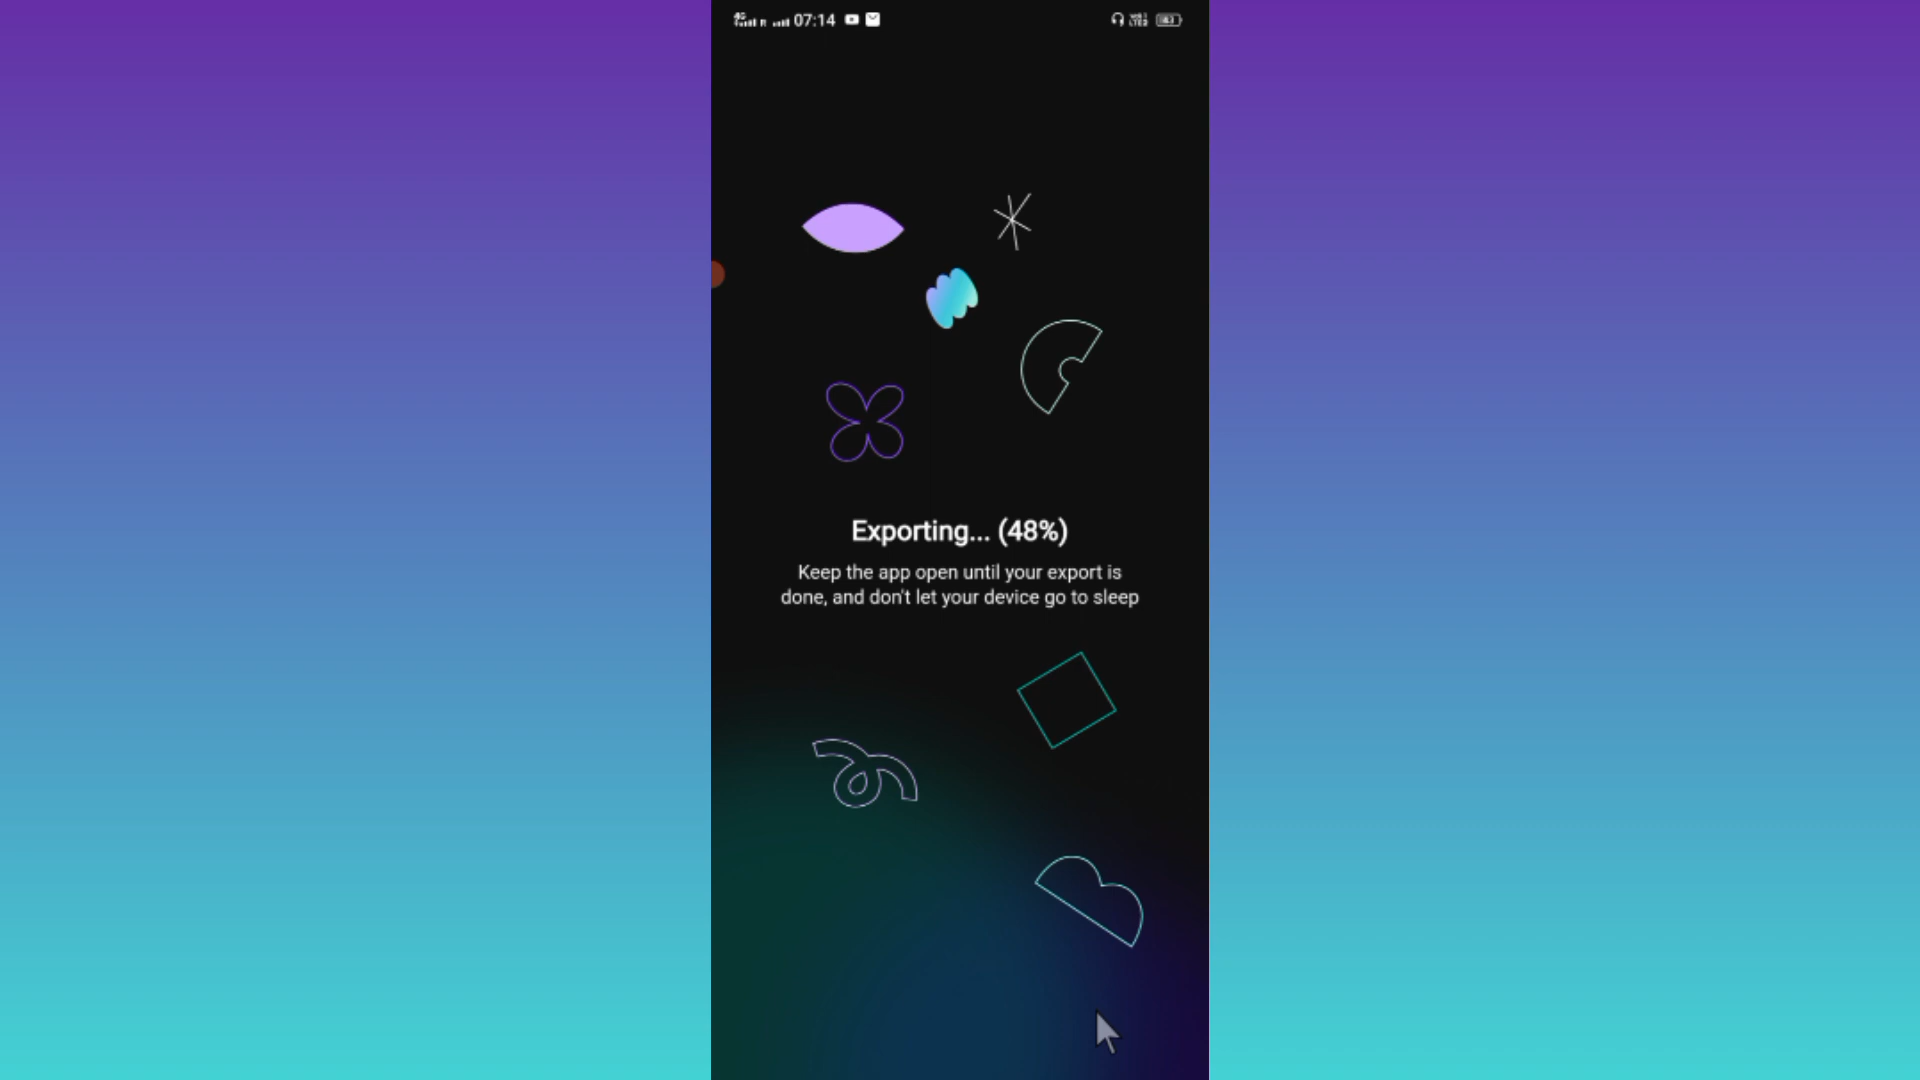 07:14
Exporting... (48%)
Keep the app open until your export is
done, and don't let your device go to sleep